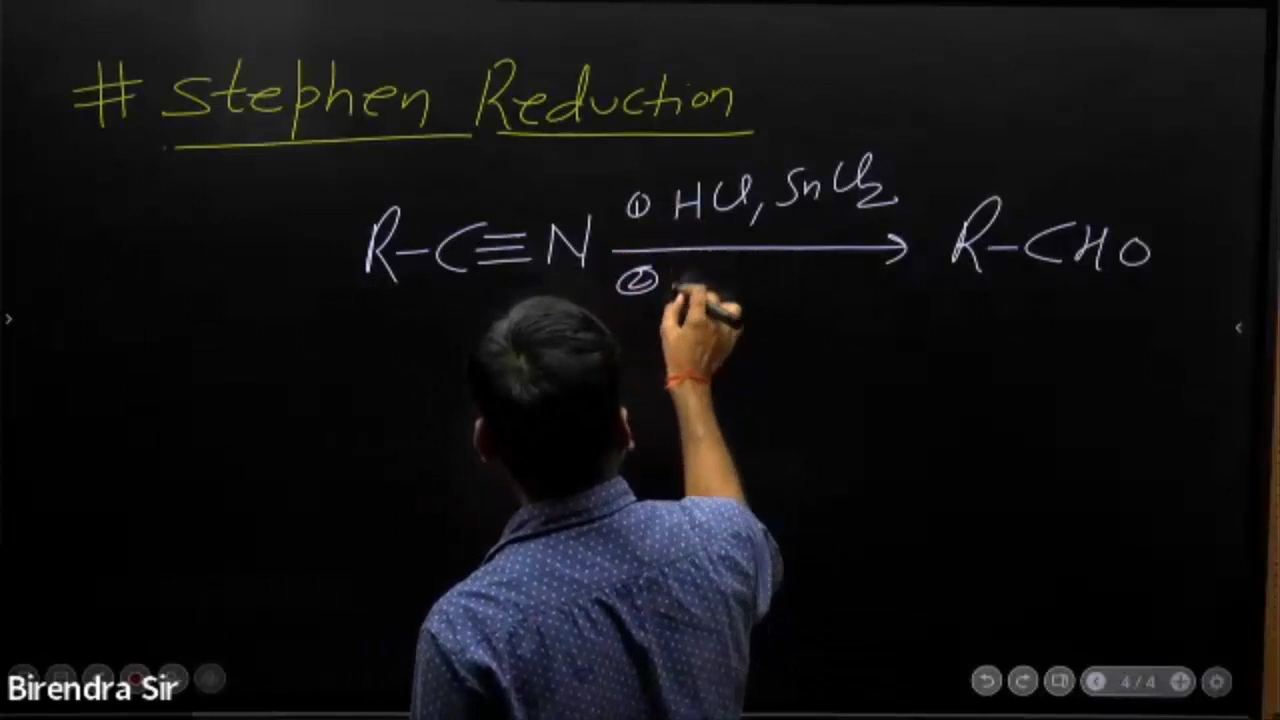 # Stephen Reduction
① HCl, SnCl₂
R-C≡N → R-CHO
②
Birendra Sir
4/4